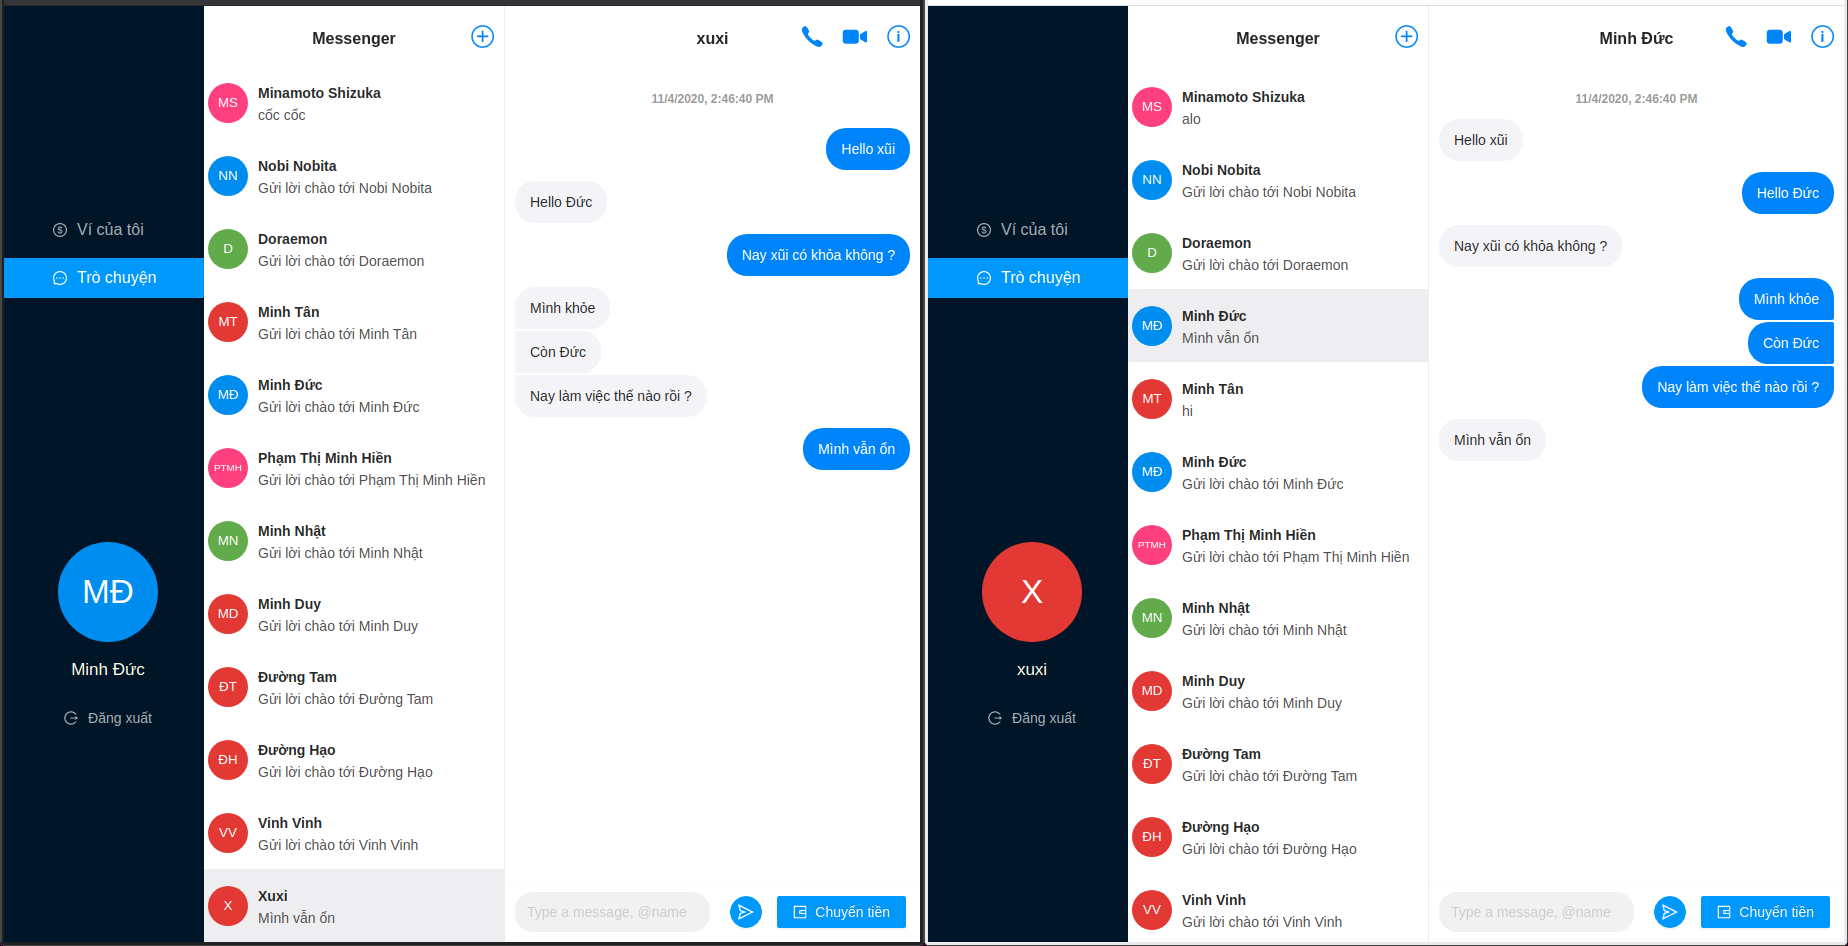 Ví của tôi
Trò chuyện
MĐ
Minh Đức
Đăng xuất
Messenger
MS
Minamoto Shizuka
cốc cốc
NN
Nobi Nobita
Gửi lời chào tới Nobi Nobita
D
Doraemon
Gửi lời chào tới Doraemon
MT
Minh Tân
Gửi lời chào tới Minh Tân
MĐ
Minh Đức
Gửi lời chào tới Minh Đức
PTMH
Phạm Thị Minh Hiền
Gửi lời chào tới Phạm Thị Minh Hiền
MN
Minh Nhật
Gửi lời chào tới Minh Nhật
MD
Minh Duy
Gửi lời chào tới Minh Duy
ĐT
Đường Tam
Gửi lời chào tới Đường Tam
ĐH
Đường Hạo
Gửi lời chào tới Đường Hạo
VV
Vinh Vinh
Gửi lời chào tới Vinh Vinh
X
Xuxi
Mình vẫn ổn
xuxi
11/4/2020, 2:46:40 PM
Hello xũi
Hello Đức
Nay xũi có khỏa không ?
Mình khỏe
Còn Đức
Nay làm việc thế nào rồi ?
Mình vẫn ổn
Type a message, @name
Chuyển tiền
Ví của tôi
Trò chuyện
X
xuxi
Đăng xuất
Messenger
MS
Minamoto Shizuka
alo
NN
Nobi Nobita
Gửi lời chào tới Nobi Nobita
D
Doraemon
Gửi lời chào tới Doraemon
MĐ
Minh Đức
Mình vẫn ổn
MT
Minh Tân
hi
MĐ
Minh Đức
Gửi lời chào tới Minh Đức
PTMH
Phạm Thị Minh Hiền
Gửi lời chào tới Phạm Thị Minh Hiền
MN
Minh Nhật
Gửi lời chào tới Minh Nhật
MD
Minh Duy
Gửi lời chào tới Minh Duy
ĐT
Đường Tam
Gửi lời chào tới Đường Tam
ĐH
Đường Hạo
Gửi lời chào tới Đường Hạo
VV
Vinh Vinh
Gửi lời chào tới Vinh Vinh
Minh Đức
11/4/2020, 2:46:40 PM
Hello xũi
Hello Đức
Nay xũi có khỏa không ?
Mình khỏe
Còn Đức
Nay làm việc thế nào rồi ?
Mình vẫn ổn
Type a message, @name
Chuyển tiền